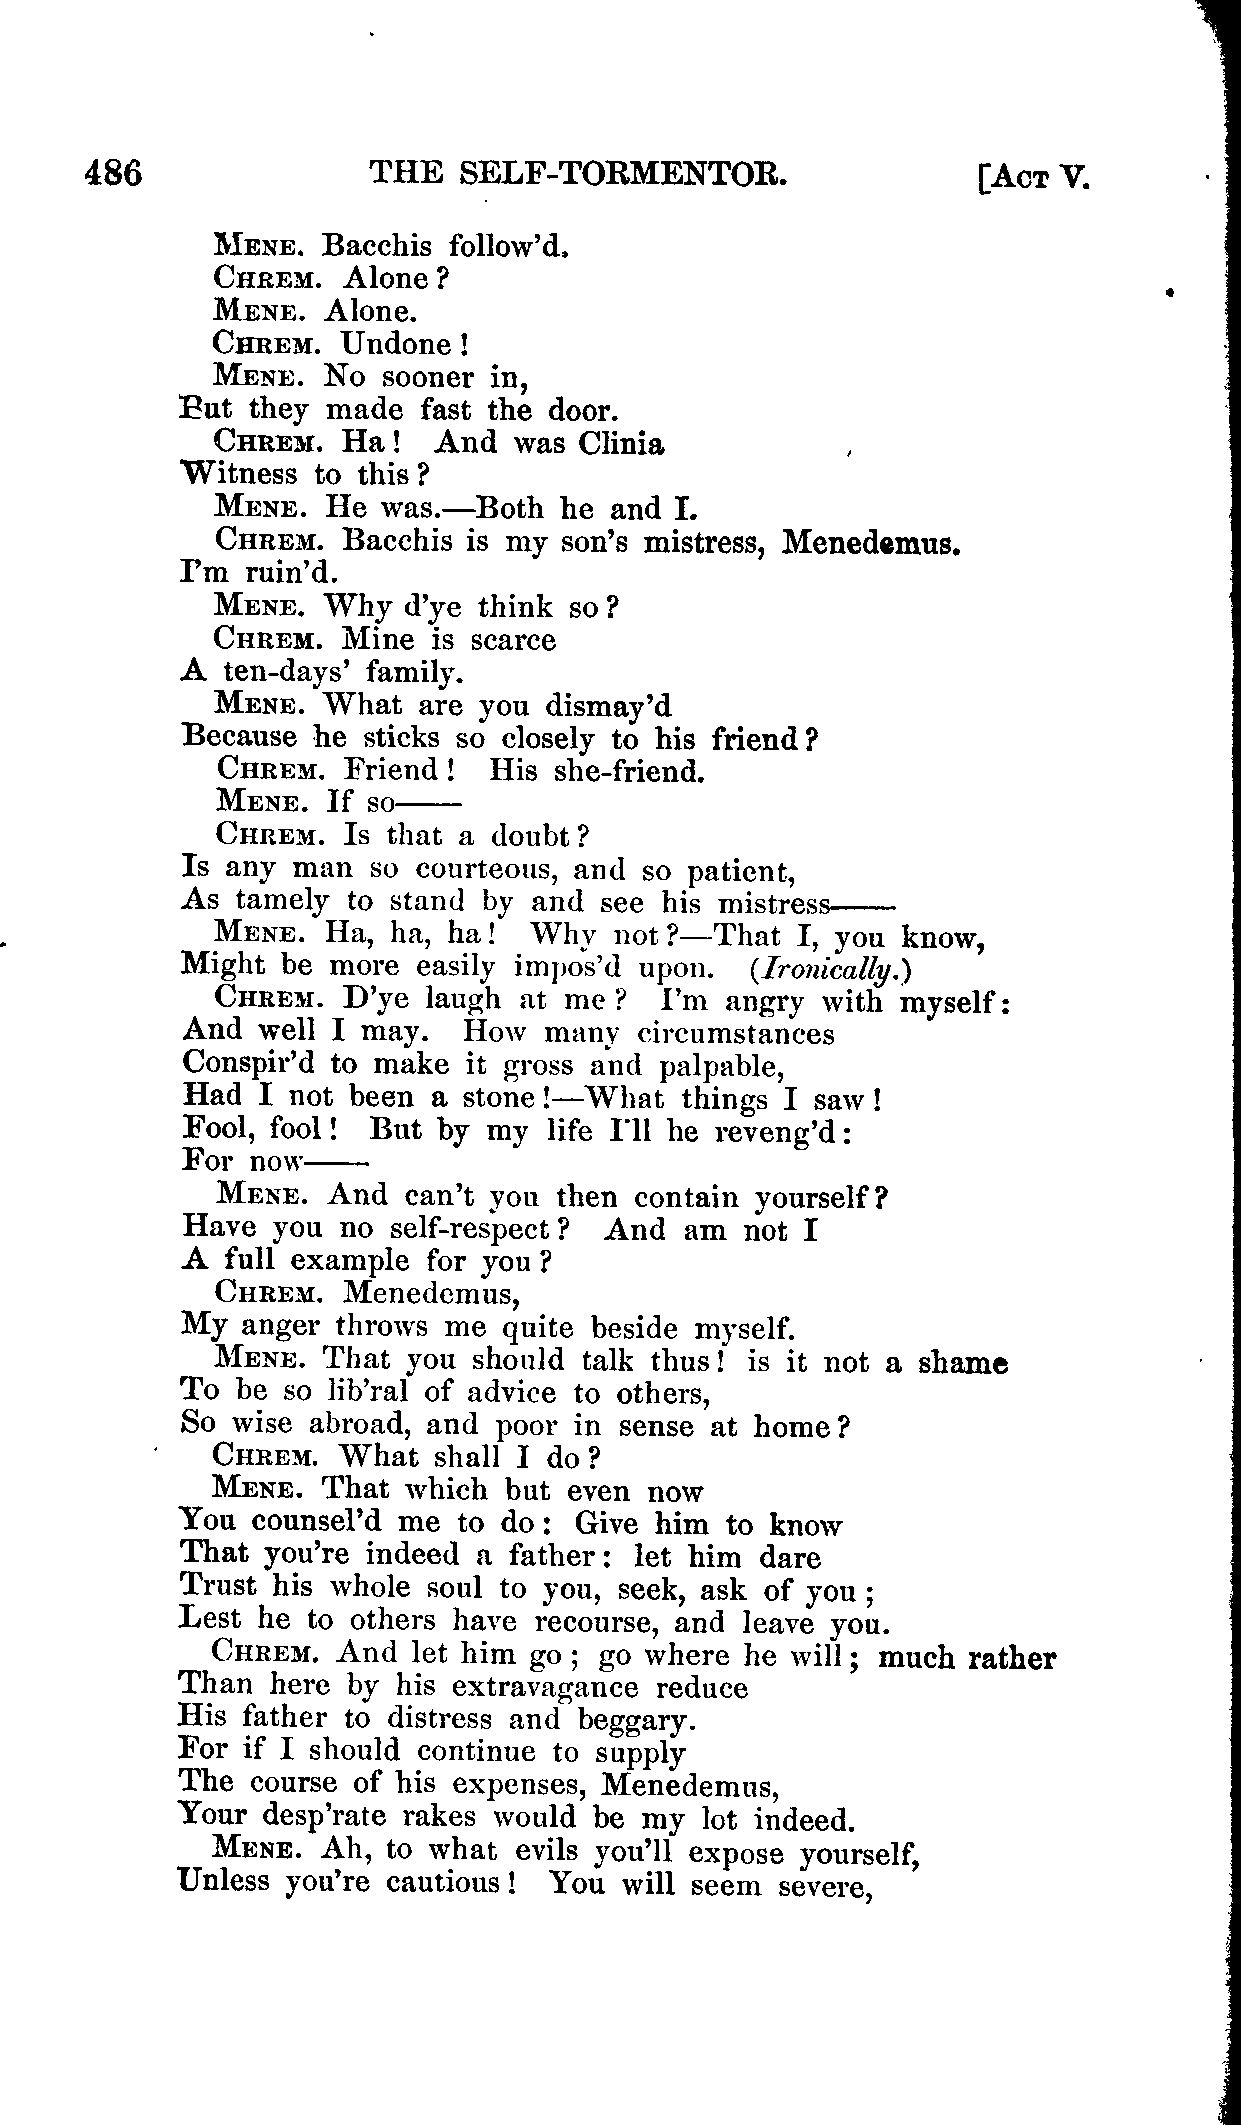 486 THE SELF-TORMENTOR. [ACT V.
MENE. Bacchis follow'd.
CHREM. Alone?
MENE. Alone.
CHREM. Undone!
MENE. No sooner in,
But they made fast the door.
CHREM. Ha! And was Clinia
Witness to this?
MENE. He was.—Both he and I.
CHREM. Bacchis is my son's mistress, Menedemus.
I'm ruin'd.
MENE. Why d'ye think so?
CHREM. Mine is scarce
A ten-days' family.
MENE. What are you dismay'd
Because he sticks so closely to his friend?
CHREM. Friend! His she-friend.
MENE. If so——
CHREM. Is that a doubt?
Is any man so courteous, and so patient,
As tamely to stand by and see his mistress——
MENE. Ha, ha, ha! Why not?—That I, you know,
Might be more easily impos'd upon. (Ironically.)
CHREM. D'ye laugh at me? I'm angry with myself:
And well I may. How many circumstances
Conspir'd to make it gross and palpable,
Had I not been a stone!—What things I saw!
Fool, fool! But by my life I'll he reveng'd:
For now——
MENE. And can't you then contain yourself?
Have you no self-respect? And am not I
A full example for you?
CHREM. Menedemus,
My anger throws me quite beside myself.
MENE. That you should talk thus! is it not a shame
To be so lib'ral of advice to others,
So wise abroad, and poor in sense at home?
CHREM. What shall I do?
MENE. That which but even now
You counsel'd me to do: Give him to know
That you're indeed a father: let him dare
Trust his whole soul to you, seek, ask of you;
Lest he to others have recourse, and leave you.
CHREM. And let him go; go where he will; much rather
Than here by his extravagance reduce
His father to distress and beggary.
For if I should continue to supply
The course of his expenses, Menedemus,
Your desp'rate rakes would be my lot indeed.
MENE. Ah, to what evils you'll expose yourself,
Unless you're cautious! You will seem severe,